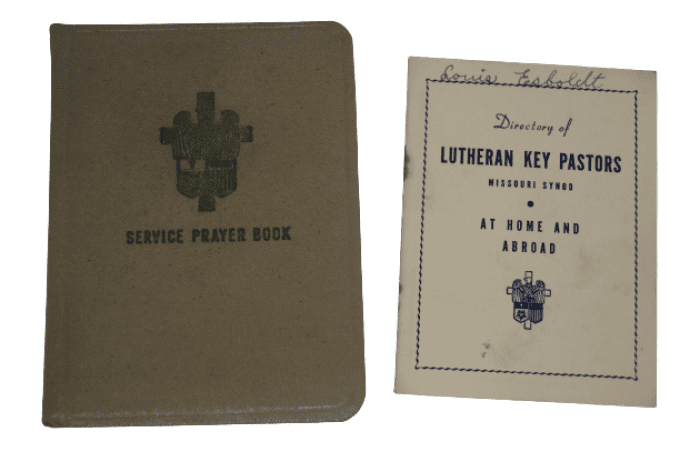 SERVICE PRAYER BOOK
Louis Esboldt
Directory of
LUTHERAN KEY PASTORS
MISSOURI SYNOD
AT HOME AND
ABROAD